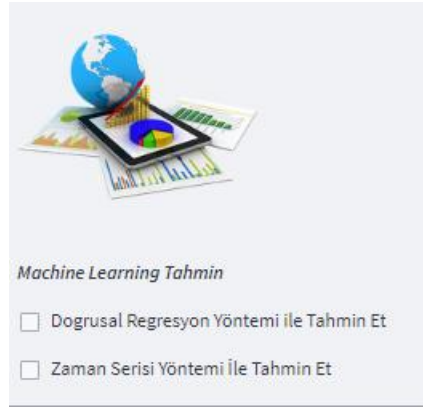 Machine Learning Tahmin
Dogrusal Regresyon Yöntemi ile Tahmin Et
Zaman Serisi Yöntemi İle Tahmin Et